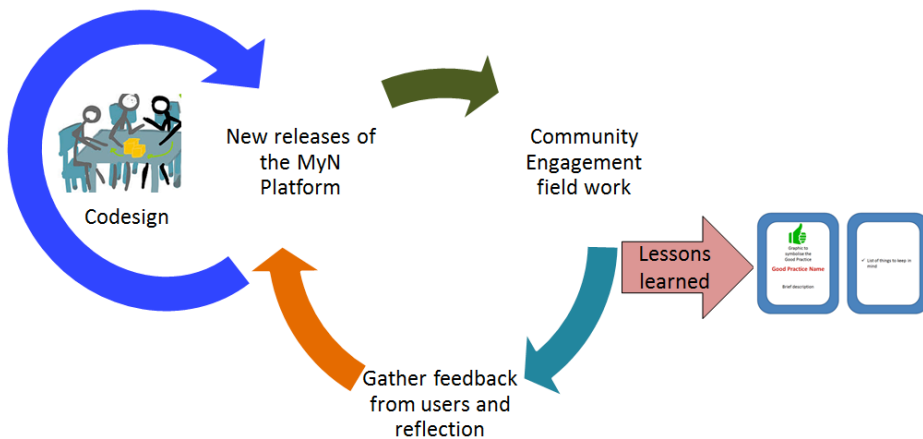 Codesign
New releases of
the MyN
Platform
Community
Engagement
field work
Lessons
learned
Graphic to
symbolise the
Good Practice
Good Practice Name
Brief description
✓ List of things to keep in
mind
Gather feedback
from users and
reflection